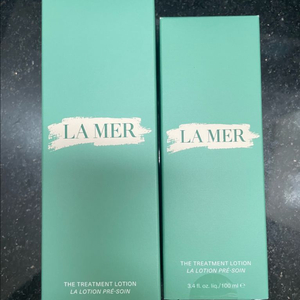 LA MER
THE TREATMENT LOTION
LA LOTION PRÉ-SOIN
LA MER
THE TREATMENT LOTION
LA LOTION PRÉ-SOIN
3.4 fl. oz. liq./100 ml ℮